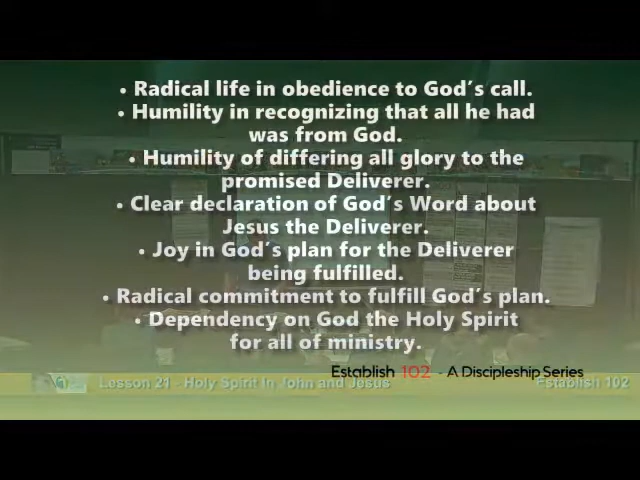 • Radical life in obedience to God's call.
• Humility in recognizing that all he had
was from God.
• Humility of differing all glory to the
promised Deliverer.
• Clear declaration of God's Word about
Jesus the Deliverer.
• Joy in God's plan for the Deliverer
being fulfilled.
• Radical commitment to fulfill God's plan.
• Dependency on God the Holy Spirit
for all of ministry.
Establish 102 - A Discipleship Series
Lesson 21 - Holy Spirit In John and Jesus
Establish 102